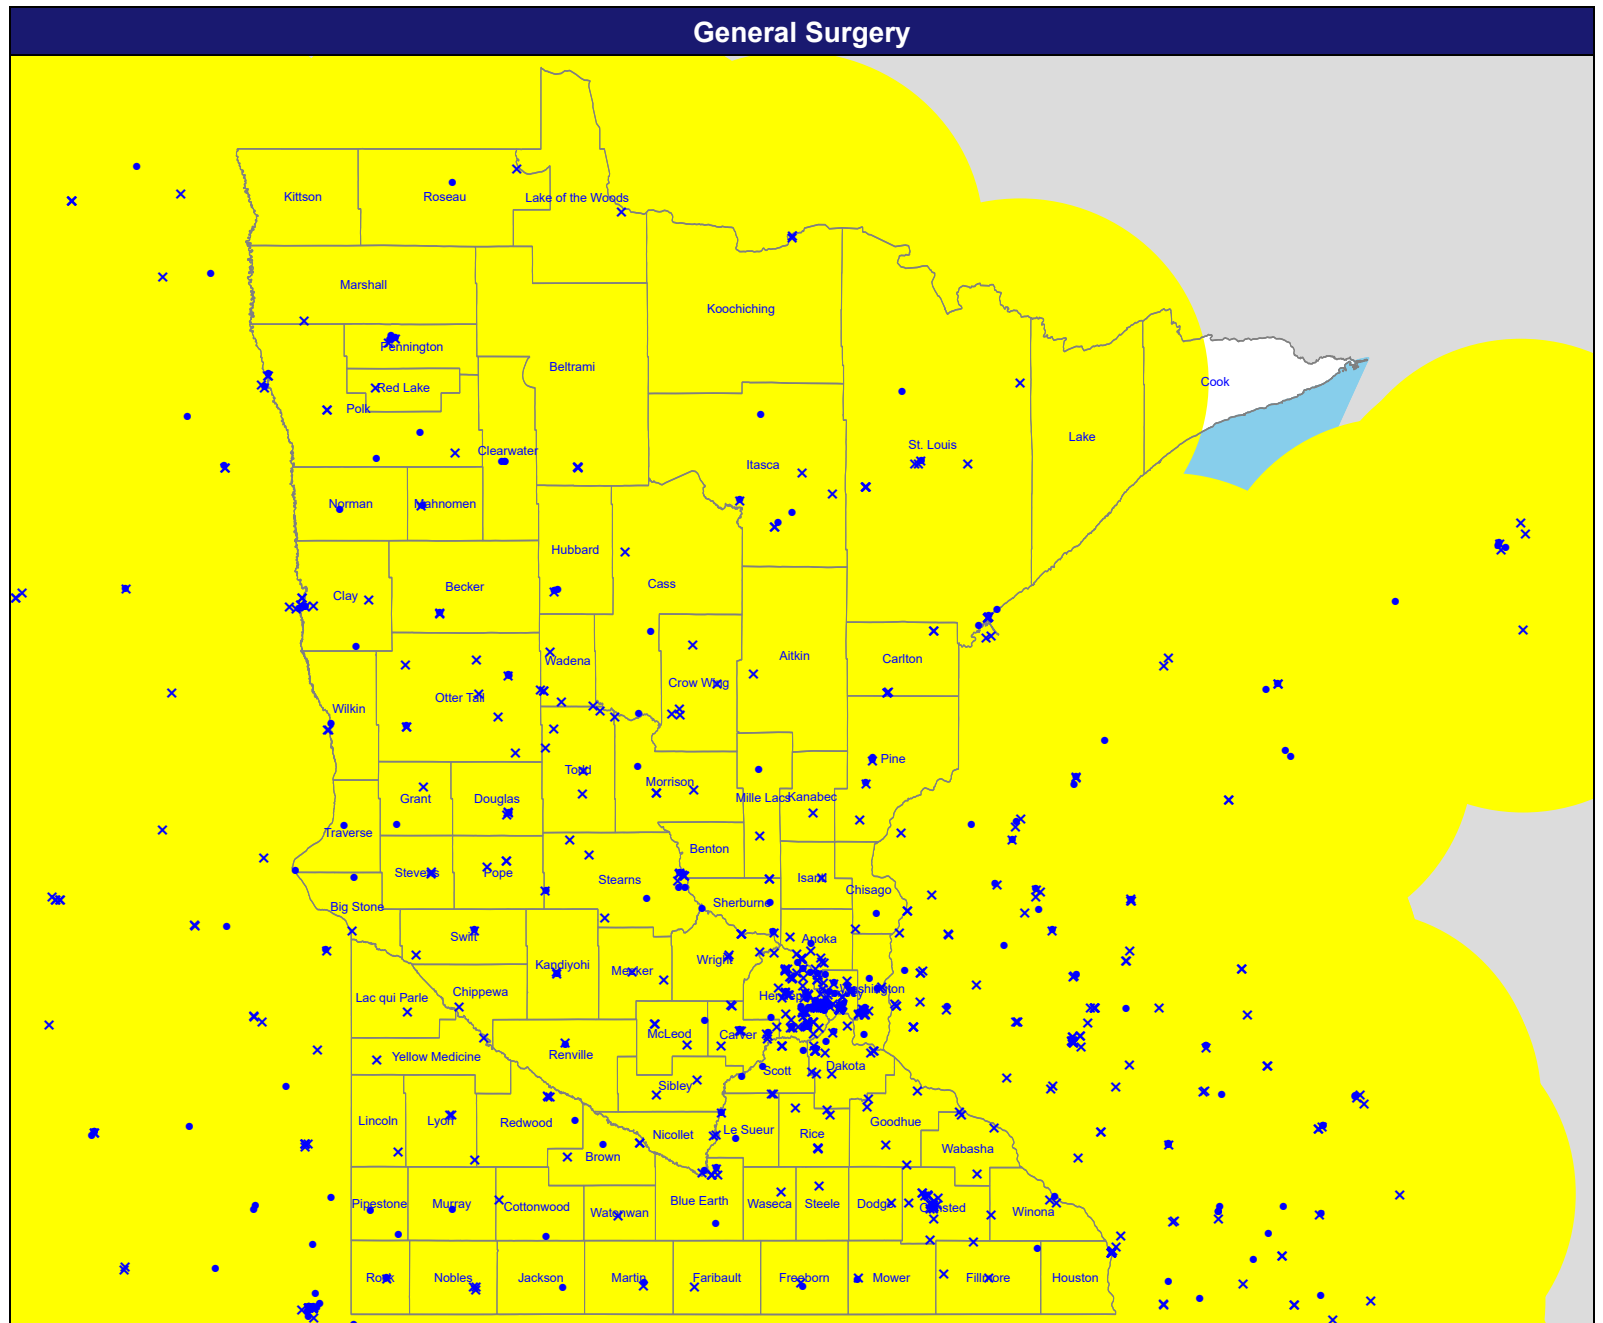 General Surgery
Kittson
Roseau
Lake of the Woods
Marshall
Koochiching
Pennington
Beltrami
Red Lake
Cook
Polk
Lake
St. Louis
Clearwater
Itasca
Norman
Mahnomen
Hubbard
Cass
Becker
Clay
Aitkin
Carlton
Wadena
Crow Wing
Otter Tail
Wilkin
Pine
Todd
Morrison
Mille Lacs
Kanabec
Grant
Douglas
Traverse
Benton
Stevens
Pope
Stearns
Isanti
Chisago
Sherburne
Big Stone
Swift
Anoka
Wright
Kandiyohi
Meeker
Washington
Chippewa
Lac qui Parle
McLeod
Carver
Renville
Yellow Medicine
Dakota
Scott
Sibley
Lincoln
Lyon
Redwood
Goodhue
Le Sueur
Nicollet
Rice
Wabasha
Brown
Blue Earth
Pipestone
Murray
Cottonwood
Waseca
Steele
Dodge
Olmsted
Watonwan
Winona
Rock
Nobles
Jackson
Martin
Faribault
Freeborn
Mower
Fillmore
Houston